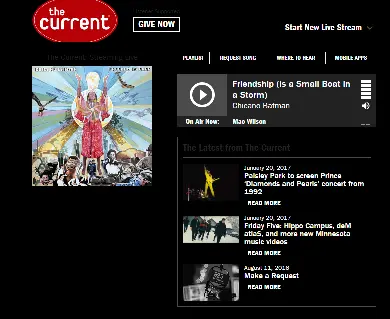 the
current
GIVE NOW
Start New Live Stream
PLAYLIST
REQUEST SONG
WHERE TO HEAR
MOBILE APPS
Friendship (Is a Small Boat in
a Storm)
Chicano Batman
On Air Now: Mac Wilson
The Latest from The Current
January 20, 2017
Paisley Park to screen Prince
'Diamonds and Pearls' concert from
1992
READ MORE
January 20, 2017
Friday Five: Hippo Campus, deM
atlaS, and more new Minnesota
music videos
READ MORE
August 11, 2016
Make a Request
READ MORE